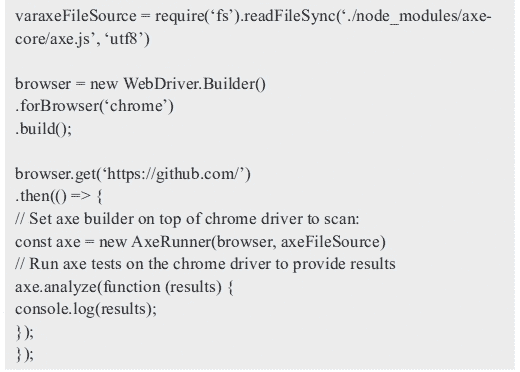 varaxeFileSource = require(‘fs’).readFileSync(‘./node_modules/axe-
core/axe.js’, ‘utf8’)
browser = new WebDriver.Builder()
.forBrowser(‘chrome’)
.build();
browser.get(‘https://github.com/’)
.then(() => {
// Set axe builder on top of chrome driver to scan:
const axe = new AxeRunner(browser, axeFileSource)
// Run axe tests on the chrome driver to provide results
axe.analyze(function (results) {
console.log(results);
});
});